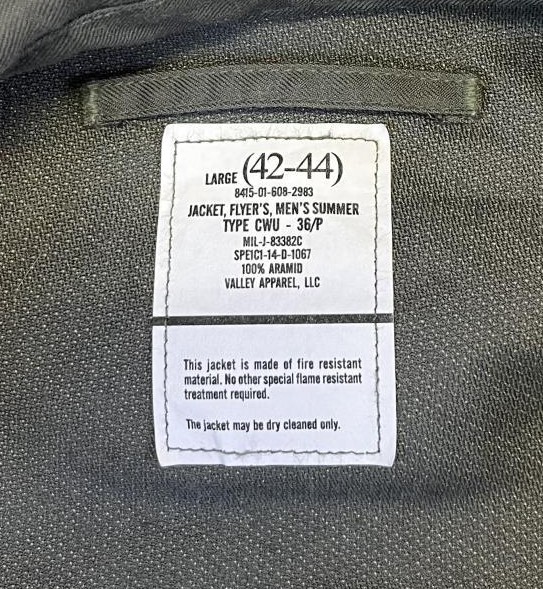 LARGE (42-44)
8415-01-608-2983
JACKET, FLYER'S, MEN'S SUMMER
TYPE CWU - 36/P
MIL-J-83382C
SPE1C1-14-D-1067
100% ARAMID
VALLEY APPAREL, LLC
This jacket is made of fire resistant
material. No other special flame resistant
treatment required.
The jacket may be dry cleaned only.